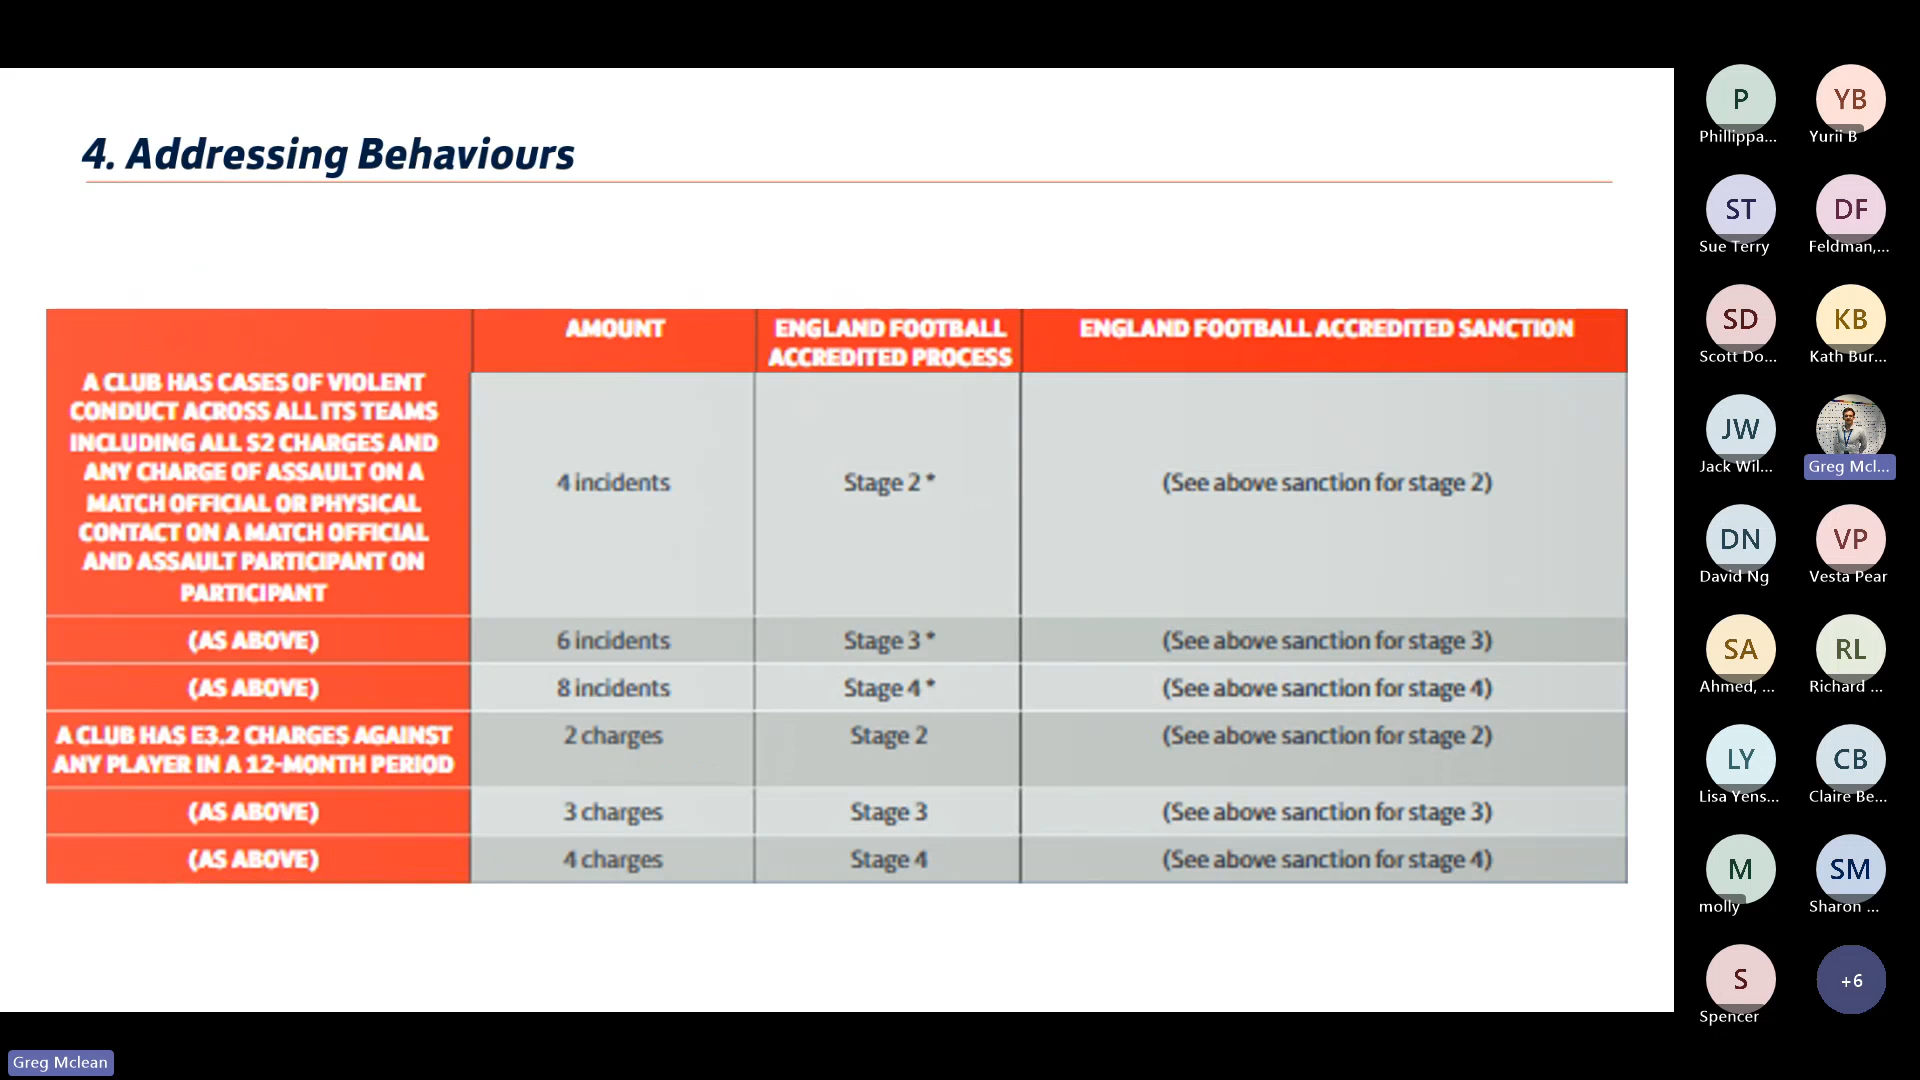 4. Addressing Behaviours
AMOUNT
ENGLAND FOOTBALL
ACCREDITED PROCESS
ENGLAND FOOTBALL ACCREDITED SANCTION
A CLUB HAS CASES OF VIOLENT
CONDUCT ACROSS ALL ITS TEAMS
INCLUDING ALL S2 CHARGES AND
ANY CHARGE OF ASSAULT ON A
MATCH OFFICIAL OR PHYSICAL
CONTACT ON A MATCH OFFICIAL
AND ASSAULT PARTICIPANT ON
PARTICIPANT
4 incidents
Stage 2 *
(See above sanction for stage 2)
(AS ABOVE)
6 incidents
Stage 3 *
(See above sanction for stage 3)
(AS ABOVE)
8 incidents
Stage 4 *
(See above sanction for stage 4)
A CLUB HAS E3.2 CHARGES AGAINST
ANY PLAYER IN A 12-MONTH PERIOD
2 charges
Stage 2
(See above sanction for stage 2)
(AS ABOVE)
3 charges
Stage 3
(See above sanction for stage 3)
(AS ABOVE)
4 charges
Stage 4
(See above sanction for stage 4)
P
Phillippa...
YB
Yurii B
ST
Sue Terry
DF
Feldman,...
SD
Scott Do...
KB
Kath Bur...
JW
Jack Wil...
Greg Mcl...
DN
David Ng
VP
Vesta Pear
SA
Ahmed, ...
RL
Richard ...
LY
Lisa Yens...
CB
Claire Be...
M
molly
SM
Sharon ...
S
Spencer
+6
Greg Mclean